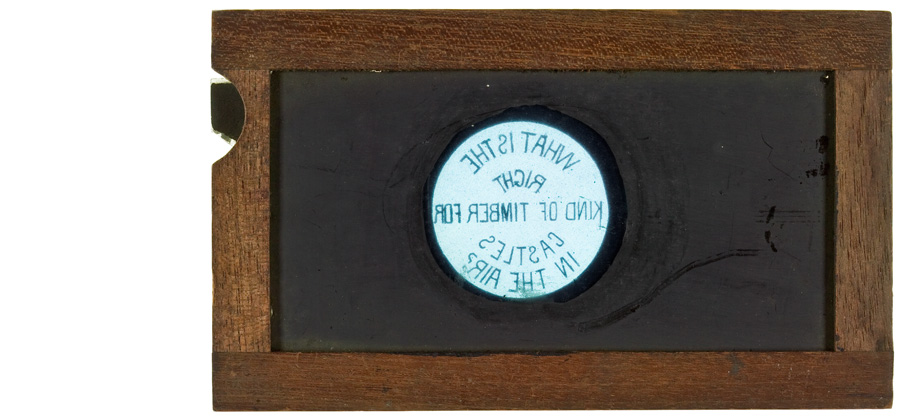 WHAT IS THE
RIGHT
KIND OF TIMBER FOR
CASTLES
IN THE AIR?